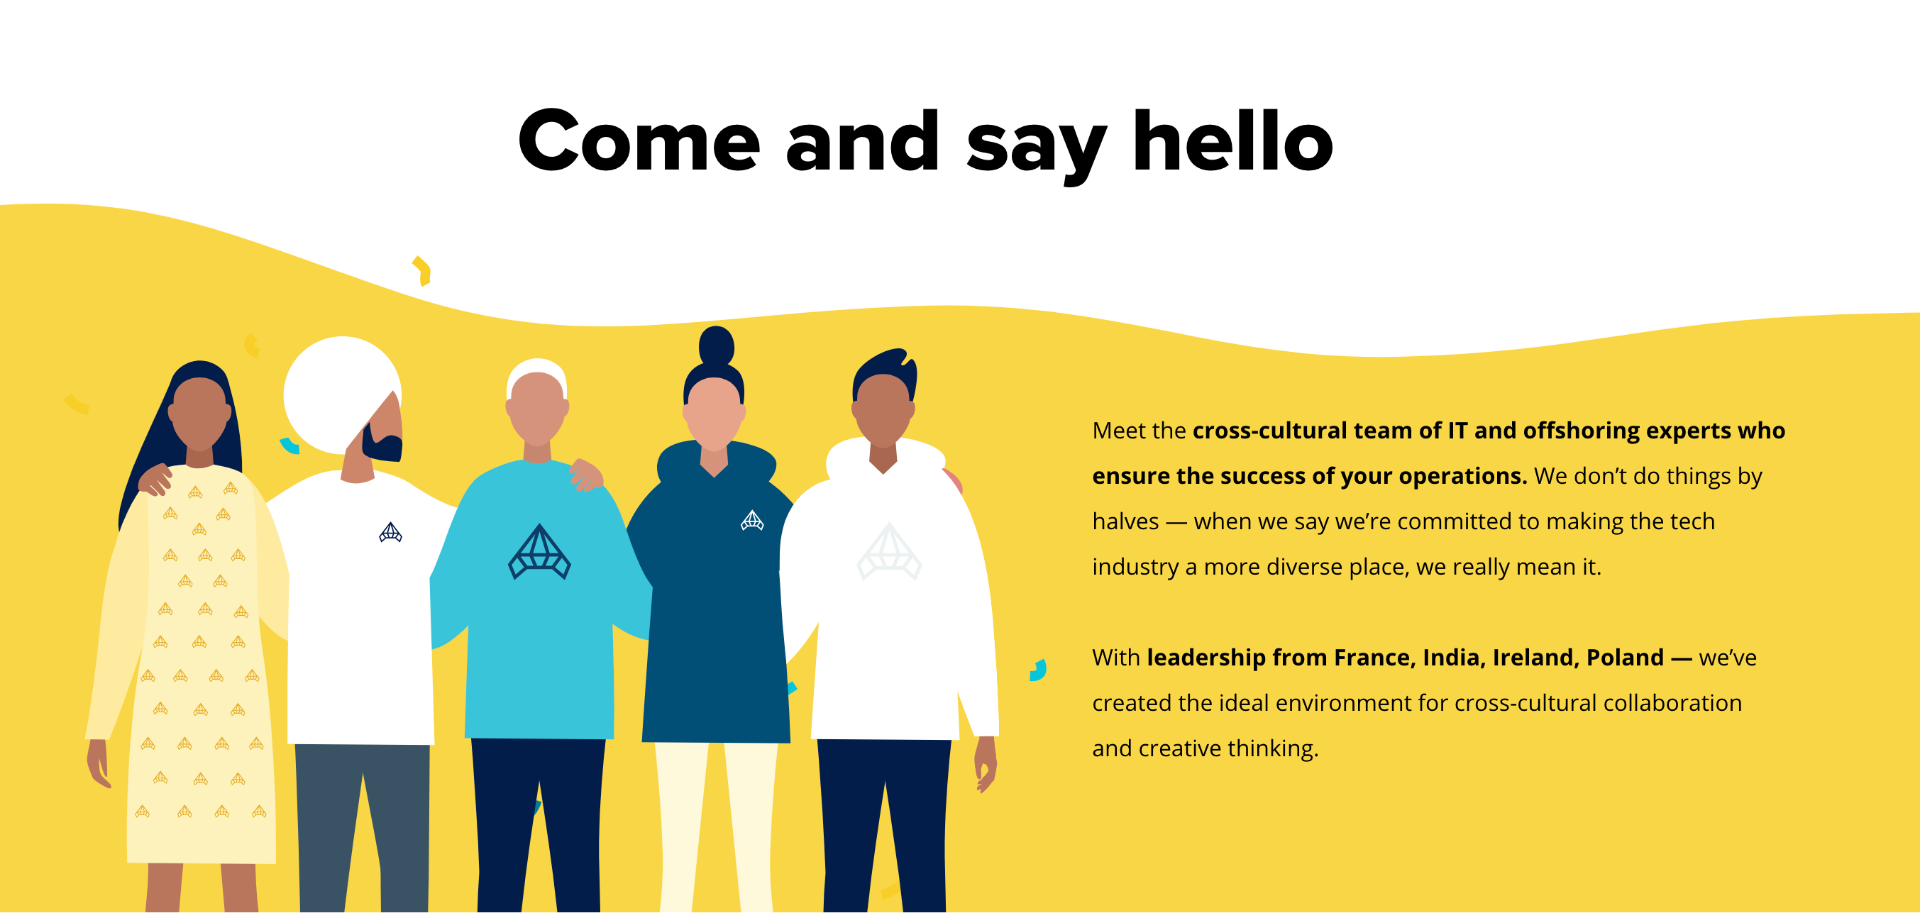 Come and say hello
Meet the cross-cultural team of IT and offshoring experts who
ensure the success of your operations. We don’t do things by
halves — when we say we’re committed to making the tech
industry a more diverse place, we really mean it.
With leadership from France, India, Ireland, Poland — we’ve
created the ideal environment for cross-cultural collaboration
and creative thinking.